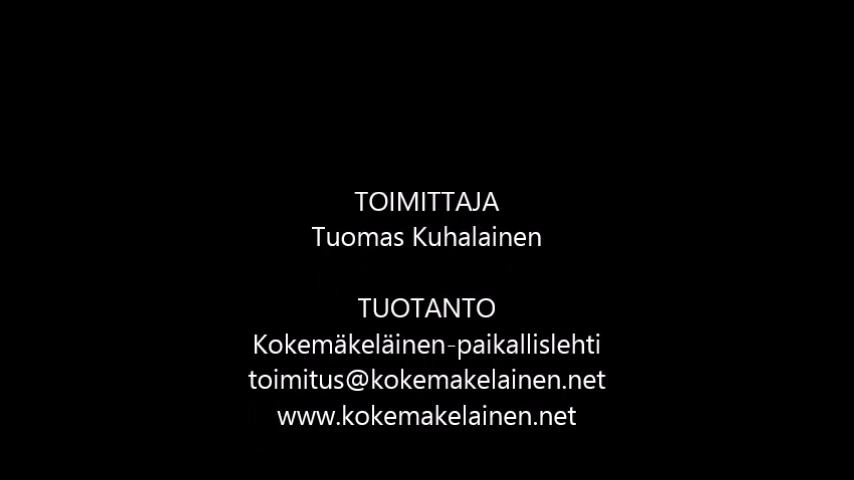 TOIMITTAJA
Tuomas Kuhalainen
TUOTANTO
Kokemäkeläinen-paikallislehti
toimitus@kokemakelainen.net
www.kokemakelainen.net